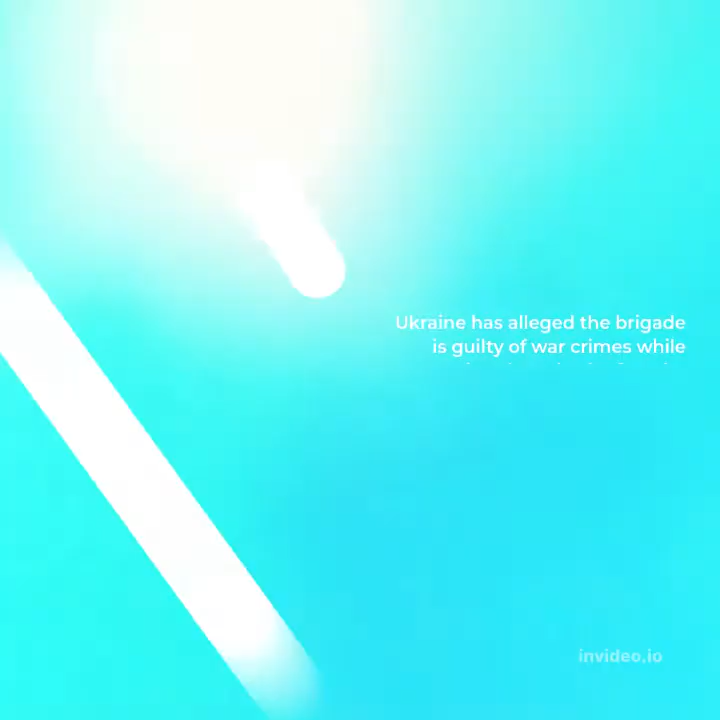 Ukraine has alleged the brigade
is guilty of war crimes while
invideo.io